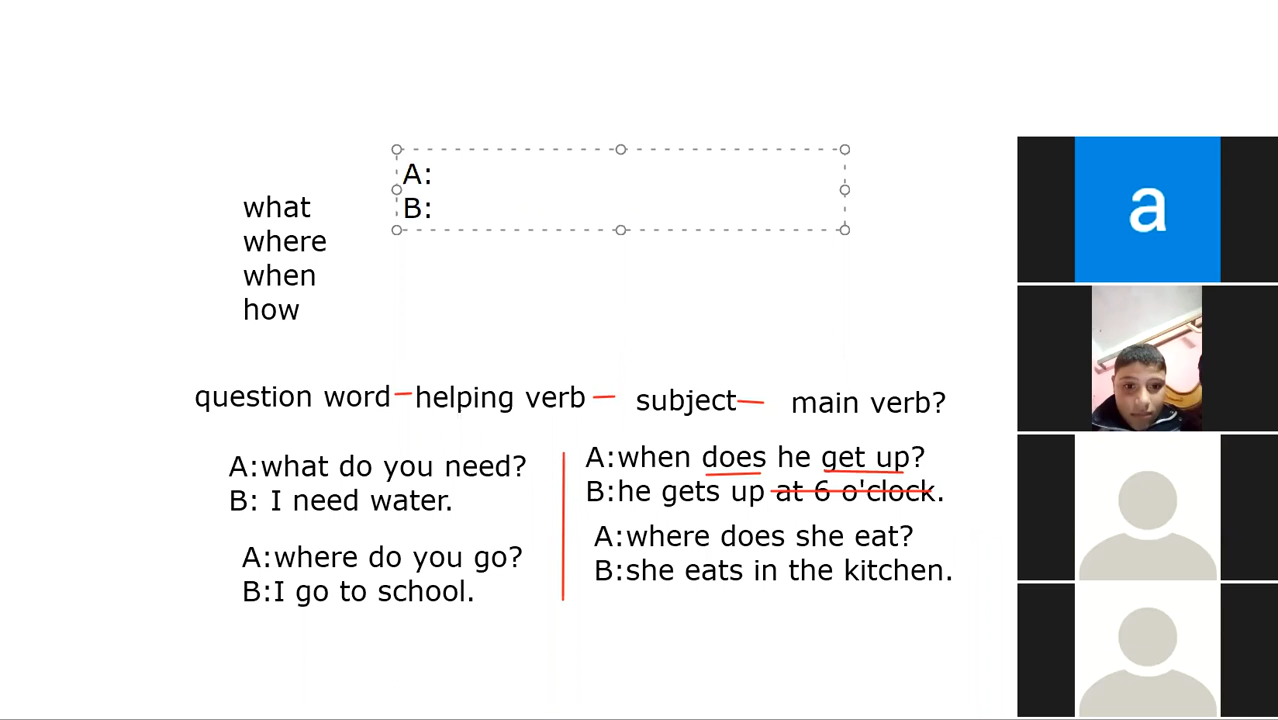 A:
B:
what
where
when
how
question word helping verb subject main verb?
A:what do you need?
B: I need water.
A:where do you go?
B:I go to school.
A:when does he get up?
B:he gets up at 6 o'clock.
A:where does she eat?
B:she eats in the kitchen.
a